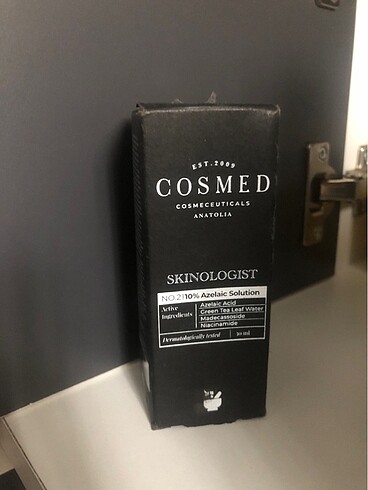 EST. 2009
COSMED
COSMECEUTICALS
ANATOLIA
SKINOLOGIST
NO.21 10% Azelaic Solution
Active
Ingredients
Azelaic Acid
Green Tea Leaf Water
Madecassoside
Niacinamide
Dermatologically tested
30 ml